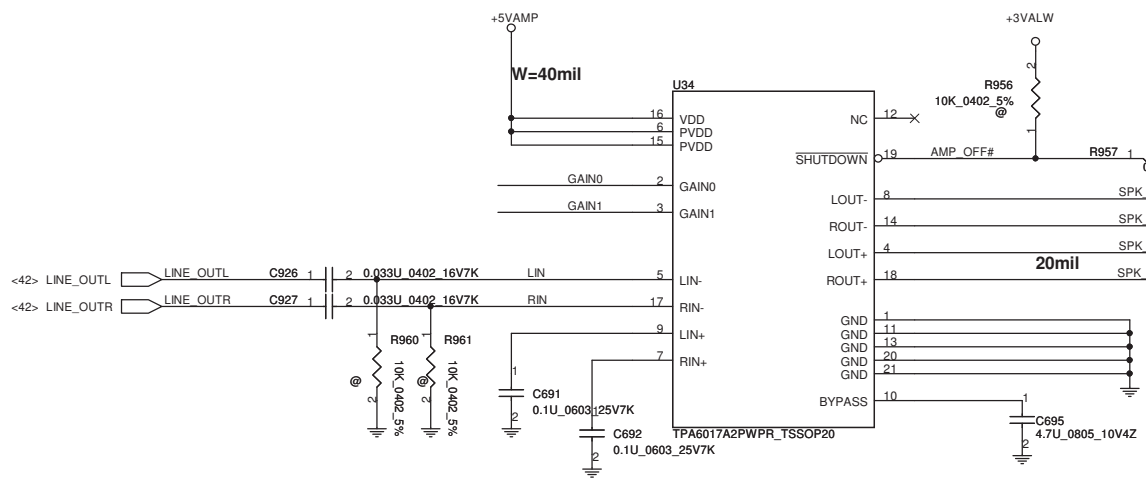 +5VAMP
+3VALW
W=40mil
U34
R956
10K_0402_5%
@
2
1
16 VDD
6 PVDD
15 PVDD
NC 12
SHUTDOWN 19 AMP_OFF# R957 1
GAIN0 2 GAIN0
GAIN1 3 GAIN1
LOUT- 8 SPK_
ROUT- 14 SPK_
LOUT+ 4 SPK_
20mil
ROUT+ 18 SPK_
<42> LINE_OUTL LINE_OUTL C926 1 2 0.033U_0402_16V7K LIN 5 LIN-
<42> LINE_OUTR LINE_OUTR C927 1 2 0.033U_0402_16V7K RIN 17 RIN-
9 LIN+
7 RIN+
GND 1
GND 11
GND 13
GND 20
GND 21
BYPASS 10
1
R960
10K_0402_5%
@
2
1
R961
10K_0402_5%
@
2
1
C691
0.1U_0603_25V7K
2
1
C692
0.1U_0603_25V7K
2
TPA6017A2PWPR_TSSOP20
1
C695
4.7U_0805_10V4Z
2